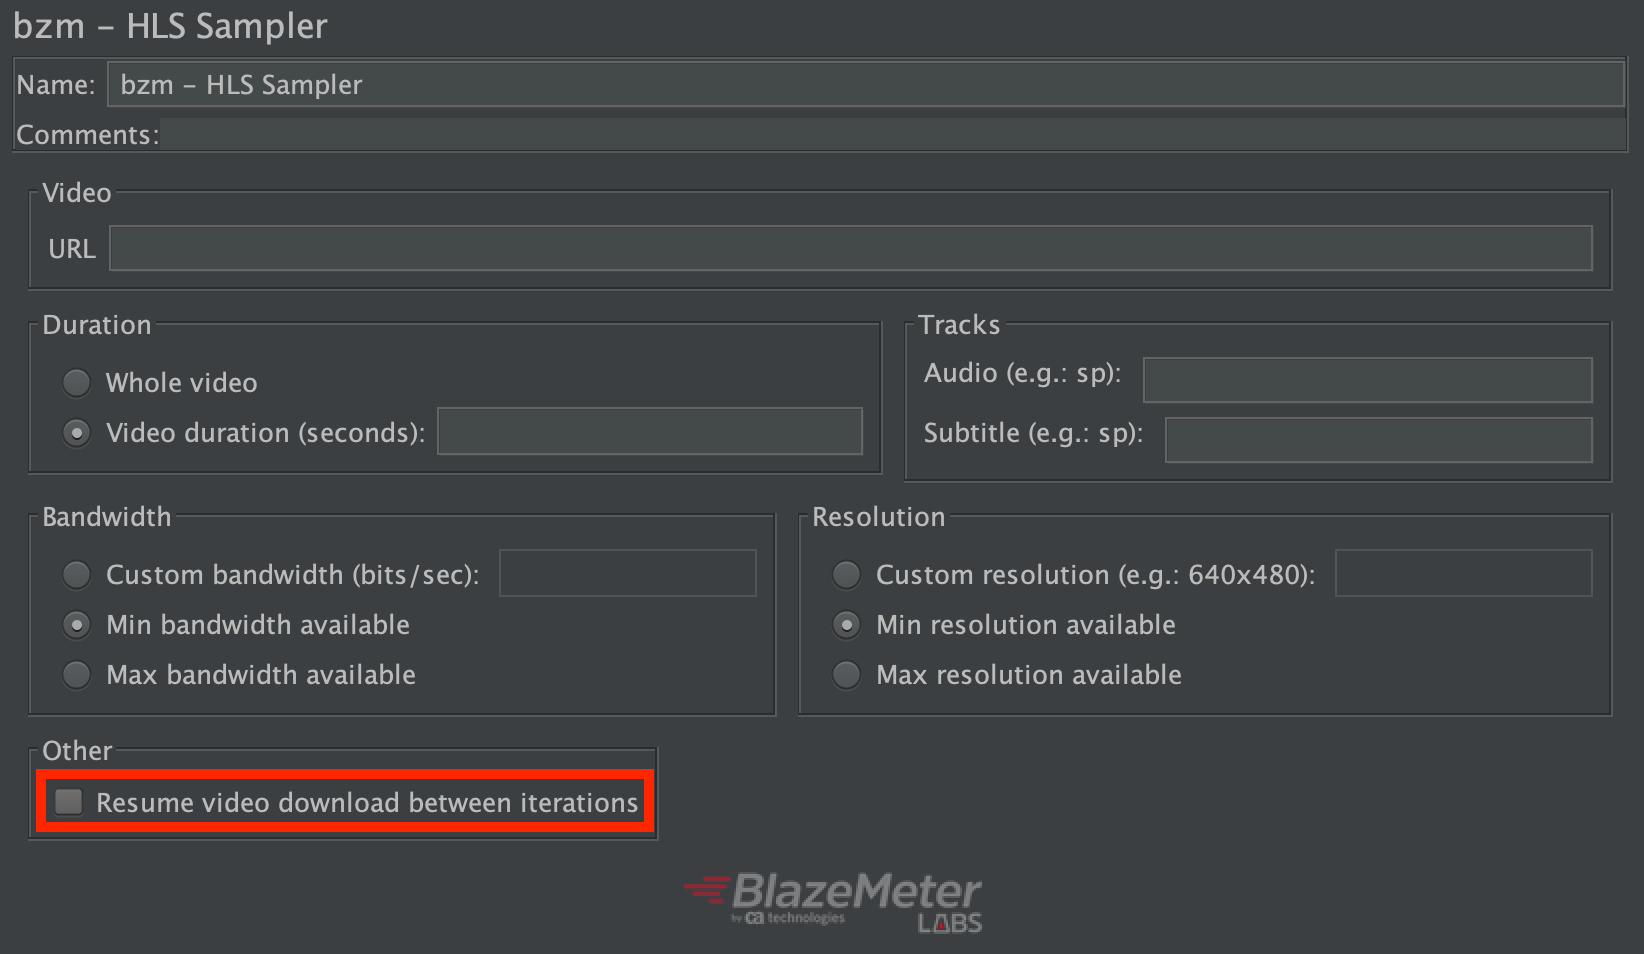 bzm – HLS Sampler
Name: bzm – HLS Sampler
Comments:
Video
URL
Duration
Whole video
Video duration (seconds):
Tracks
Audio (e.g.: sp):
Subtitle (e.g.: sp):
Bandwidth
Custom bandwidth (bits/sec):
Min bandwidth available
Max bandwidth available
Resolution
Custom resolution (e.g.: 640x480):
Min resolution available
Max resolution available
Other
Resume video download between iterations
BlazeMeter
by ca technologies
LABS